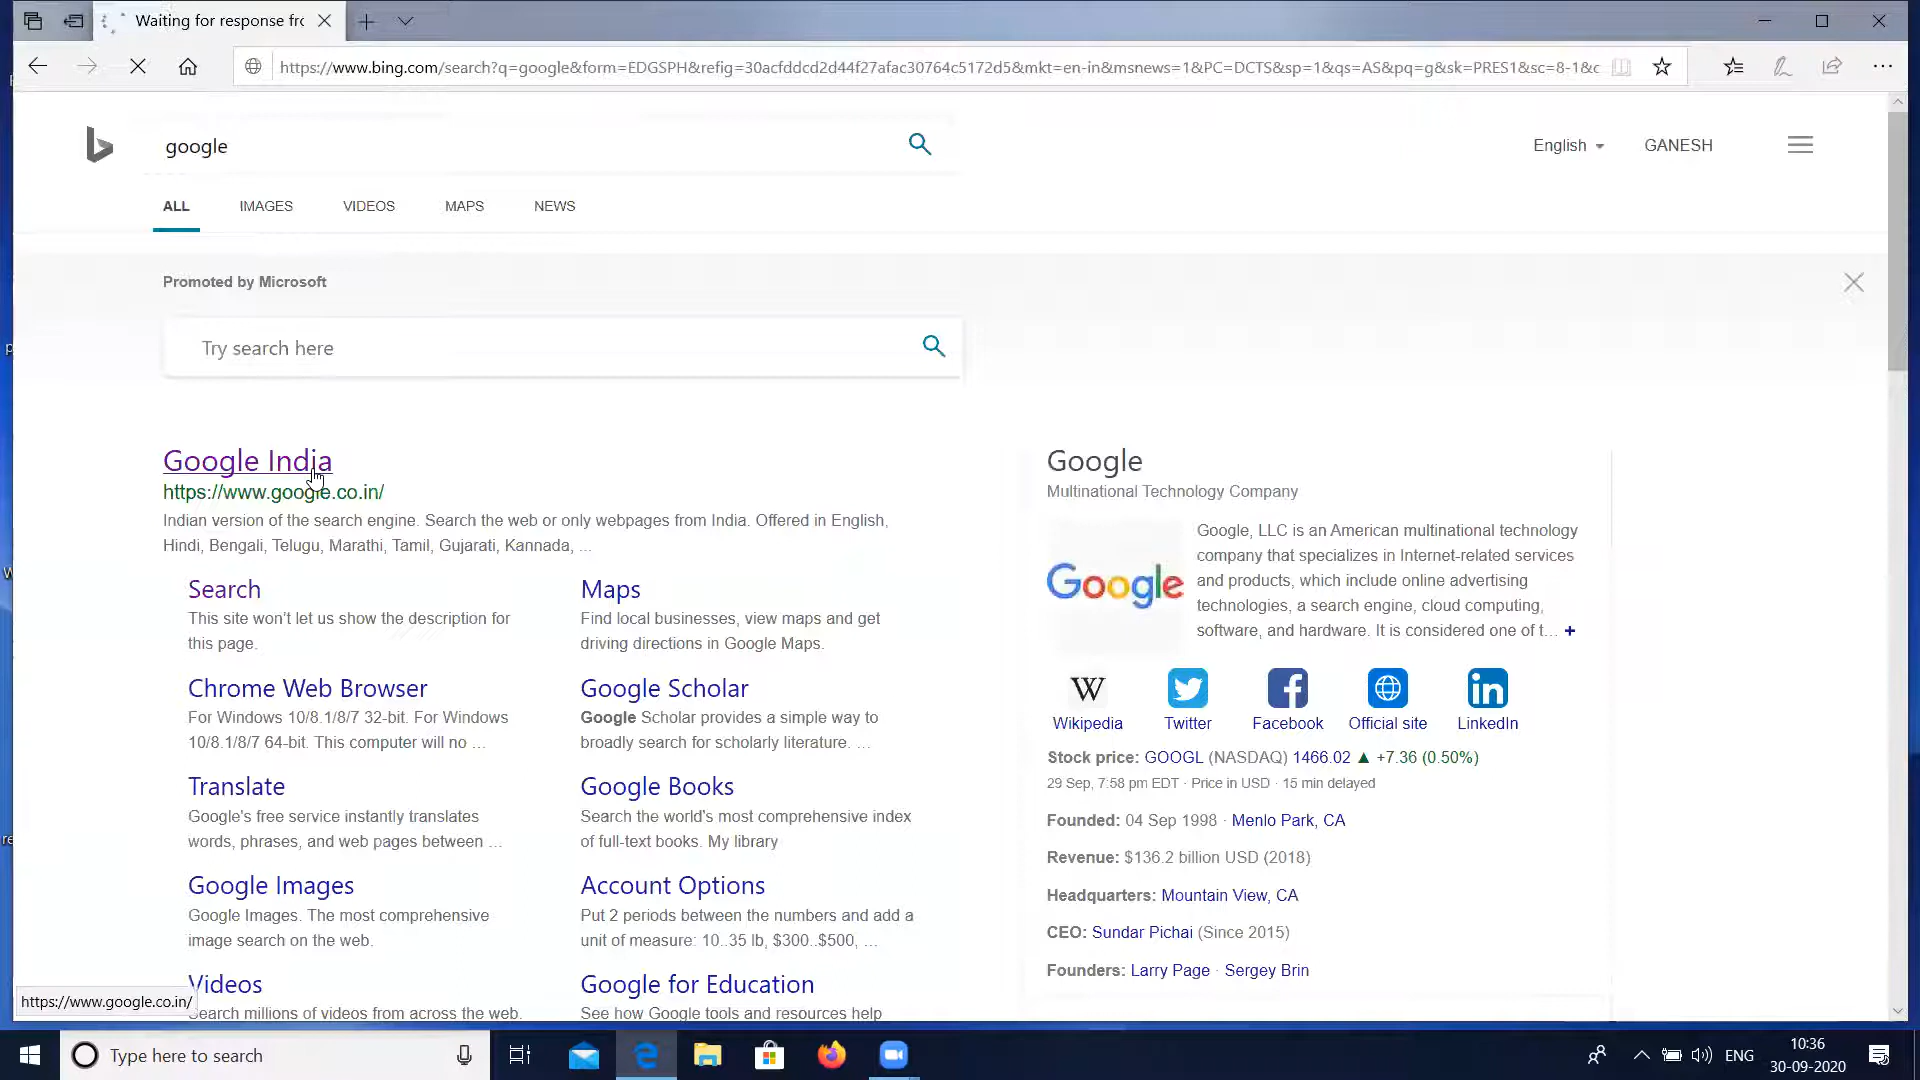 Waiting for response fr
https://www.bing.com/search?q=google&form=EDGSPH&refig=30acfddcd2d44f27afac30764c5172d5&mkt=en-in&msnews=1&PC=DCTS&sp=1&qs=AS&pq=g&sk=PRES1&sc=8-1&c
google
English
GANESH
ALL
IMAGES
VIDEOS
MAPS
NEWS
Promoted by Microsoft
Try search here
Google India
https://www.google.co.in/
Indian version of the search engine. Search the web or only webpages from India. Offered in English,
Hindi, Bengali, Telugu, Marathi, Tamil, Gujarati, Kannada, ...
Search
This site won't let us show the description for
this page.
Maps
Find local businesses, view maps and get
driving directions in Google Maps.
Chrome Web Browser
For Windows 10/8.1/8/7 32-bit. For Windows
10/8.1/8/7 64-bit. This computer will no ...
Google Scholar
Google Scholar provides a simple way to
broadly search for scholarly literature. ...
Translate
Google's free service instantly translates
words, phrases, and web pages between ...
Google Books
Search the world's most comprehensive index
of full-text books. My library
Google Images
Google Images. The most comprehensive
image search on the web.
Account Options
Put 2 periods between the numbers and add a
unit of measure: 10..35 lb, $300..$500, ...
Videos
Search millions of videos from across the web.
Google for Education
See how Google tools and resources help
https://www.google.co.in/
Google
Multinational Technology Company
Google
Google, LLC is an American multinational technology
company that specializes in Internet-related services
and products, which include online advertising
technologies, a search engine, cloud computing,
software, and hardware. It is considered one of t... +
W
Wikipedia
Twitter
Facebook
Official site
LinkedIn
Stock price: GOOGL (NASDAQ) 1466.02 ▲ +7.36 (0.50%)
29 Sep, 7:58 pm EDT · Price in USD · 15 min delayed
Founded: 04 Sep 1998 · Menlo Park, CA
Revenue: $136.2 billion USD (2018)
Headquarters: Mountain View, CA
CEO: Sundar Pichai (Since 2015)
Founders: Larry Page · Sergey Brin
Type here to search
ENG
10:36
30-09-2020